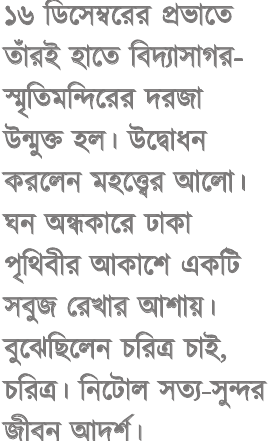 ১৬ ডিসেম্বরের প্রভাতে
তাঁরই হাতে বিদ্যাসাগর-
স্মৃতিমন্দিরের দরজা
উন্মুক্ত হল। উদ্বোধন
করলেন মহত্ত্বের আলো।
ঘন অন্ধকারে ঢাকা
পৃথিবীর আকাশে একটি
সবুজ রেখার আশায়।
বুঝেছিলেন চরিত্র চাই,
চরিত্র। নিটোল সত্য-সুন্দর
জীবন আদর্শ।